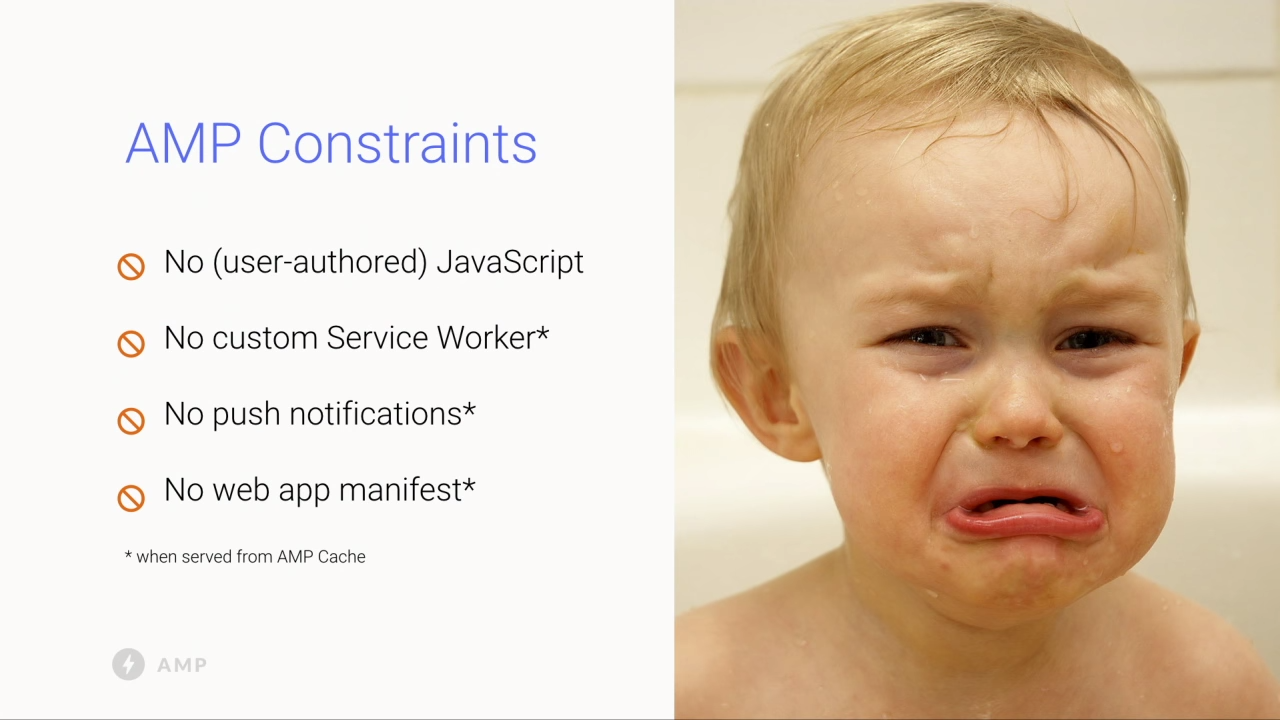 AMP Constraints
No (user-authored) JavaScript
No custom Service Worker*
No push notifications*
No web app manifest*
* when served from AMP Cache
AMP